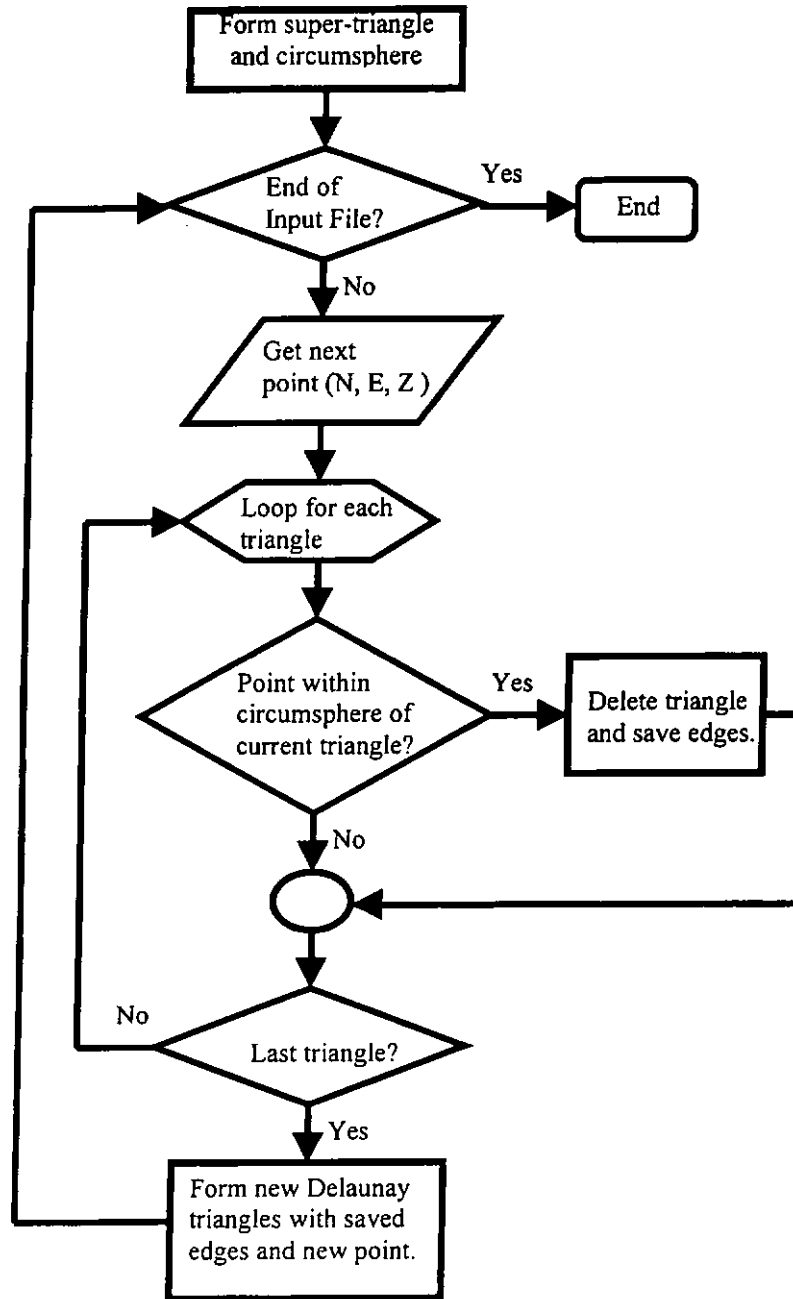 Form super-triangle
and circumsphere
End of
Input File?
Yes
End
No
Get next
point (N, E, Z )
Loop for each
triangle
Point within
circumsphere of
current triangle?
Yes
Delete triangle
and save edges.
No
No
Last triangle?
Yes
Form new Delaunay
triangles with saved
edges and new point.